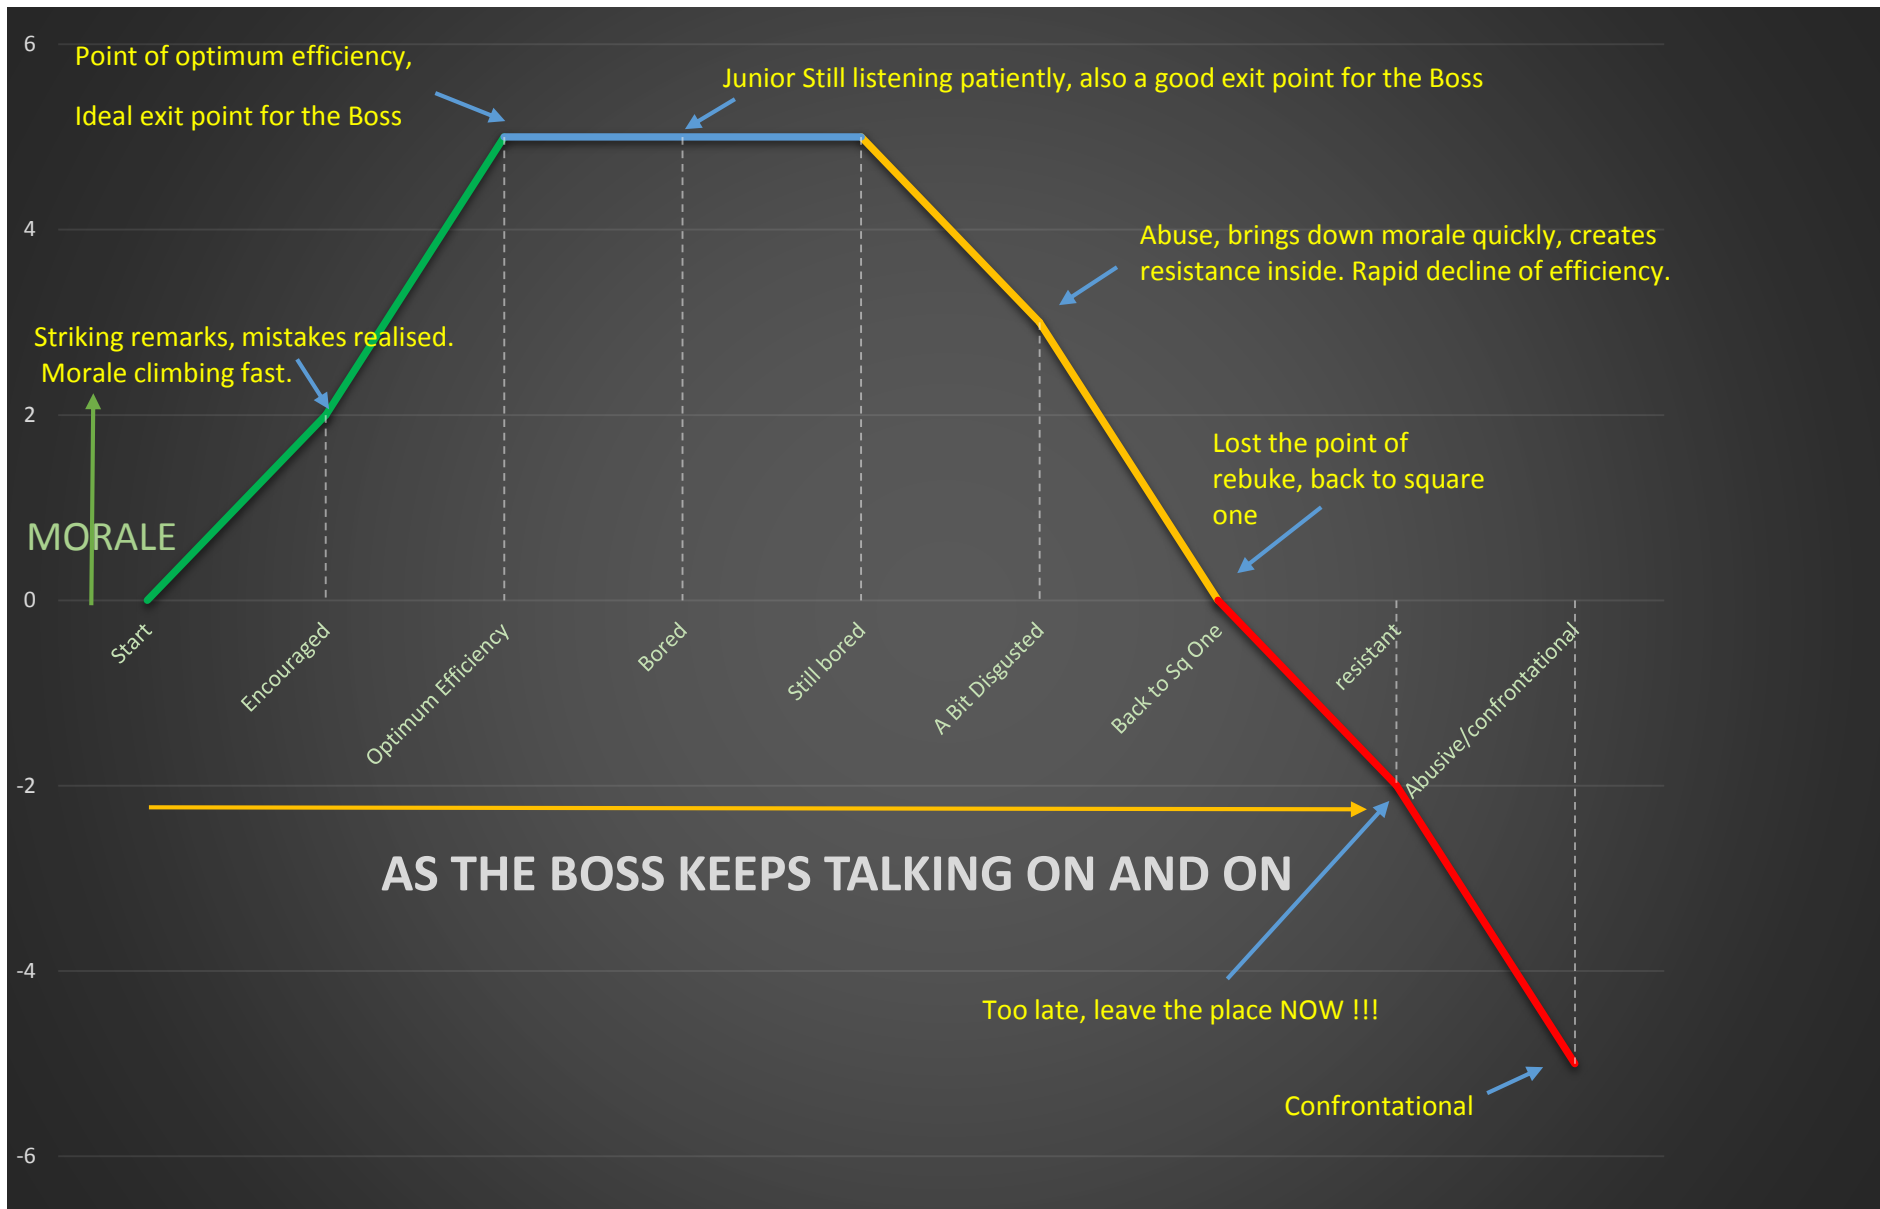 6
Point of optimum efficiency,
Ideal exit point for the Boss
Junior Still listening patiently, also a good exit point for the Boss
4
Abuse, brings down morale quickly, creates
resistance inside. Rapid decline of efficiency.
Striking remarks, mistakes realised.
Morale climbing fast.
2
Lost the point of
rebuke, back to square
one
MORALE
0
Start
Encouraged
Optimum Efficiency
Bored
Still bored
A Bit Disgusted
Back to Sq One
resistant
Abusive/confrontational
-2
AS THE BOSS KEEPS TALKING ON AND ON
-4
Too late, leave the place NOW !!!
Confrontational
-6